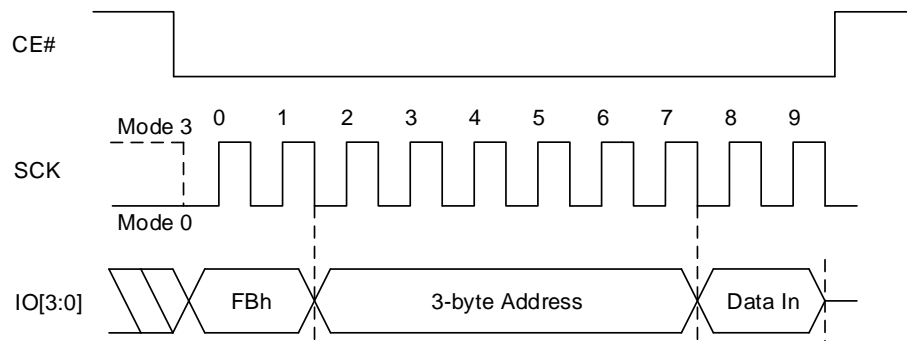 CE#
Mode 3
0 1 2 3 4 5 6 7 8 9
SCK
Mode 0
IO[3:0]
FBh
3-byte Address
Data In